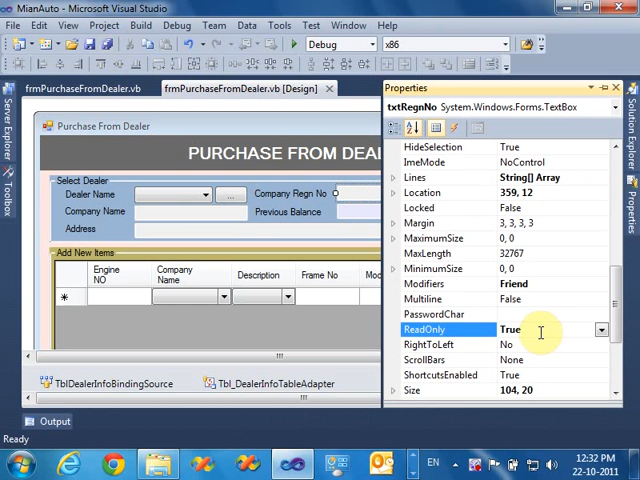 MianAuto - Microsoft Visual Studio
File Edit View Project Build Debug Team Data Tools Test Window Help
Debug x86
frmPurchaseFromDealer.vb frmPurchaseFromDealer.vb [Design]
Properties
txtRegnNo System.Windows.Forms.TextBox
Server Explorer
Toolbox
Solution Explorer
Properties
Purchase From Dealer
PURCHASE FROM DEAL
Select Dealer
Dealer Name ... Company Regn No
Company Name Previous Balance
Address
Add New Items
Engine NO Company Name Description Frame No Mod
TblDealerInfoBindingSource Tbl_DealerInfoTableAdapter
HideSelection True
ImeMode NoControl
Lines String[] Array
Location 359, 12
Locked False
Margin 3, 3, 3, 3
MaximumSize 0, 0
MaxLength 32767
MinimumSize 0, 0
Modifiers Friend
Multiline False
PasswordChar
ReadOnly True
RightToLeft No
ScrollBars None
ShortcutsEnabled True
Size 104, 20
Output
Ready
EN
12:32 PM
22-10-2011